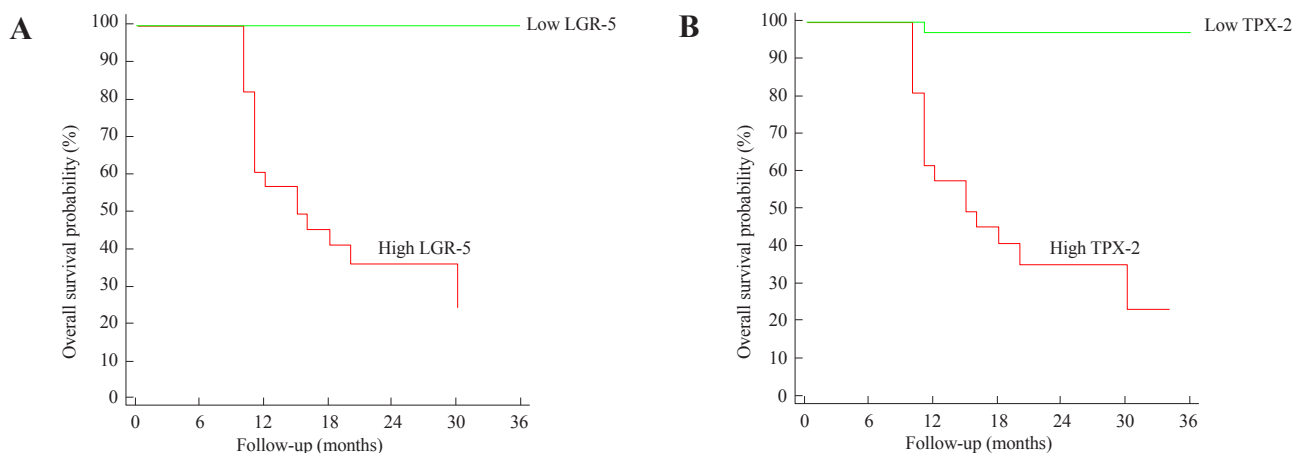 A
Overall survival probability (%)
100
90
80
70
60
50
40
30
20
10
0
Low LGR-5
High LGR-5
0 6 12 18 24 30 36
Follow-up (months)
B
Overall survival probability (%)
100
90
80
70
60
50
40
30
20
10
0
Low TPX-2
High TPX-2
0 6 12 18 24 30 36
Follow-up (months)